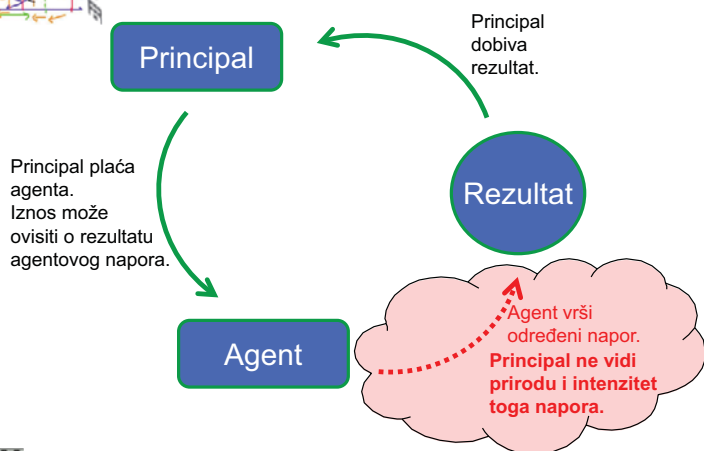 Principal
dobiva
rezultat.
Principal
Principal plaća
agenta.
Iznos može
ovisiti o rezultatu
agentovog napora.
Rezultat
Agent
Agent vrši
određeni napor.
Principal ne vidi
prirodu i intenzitet
toga napora.